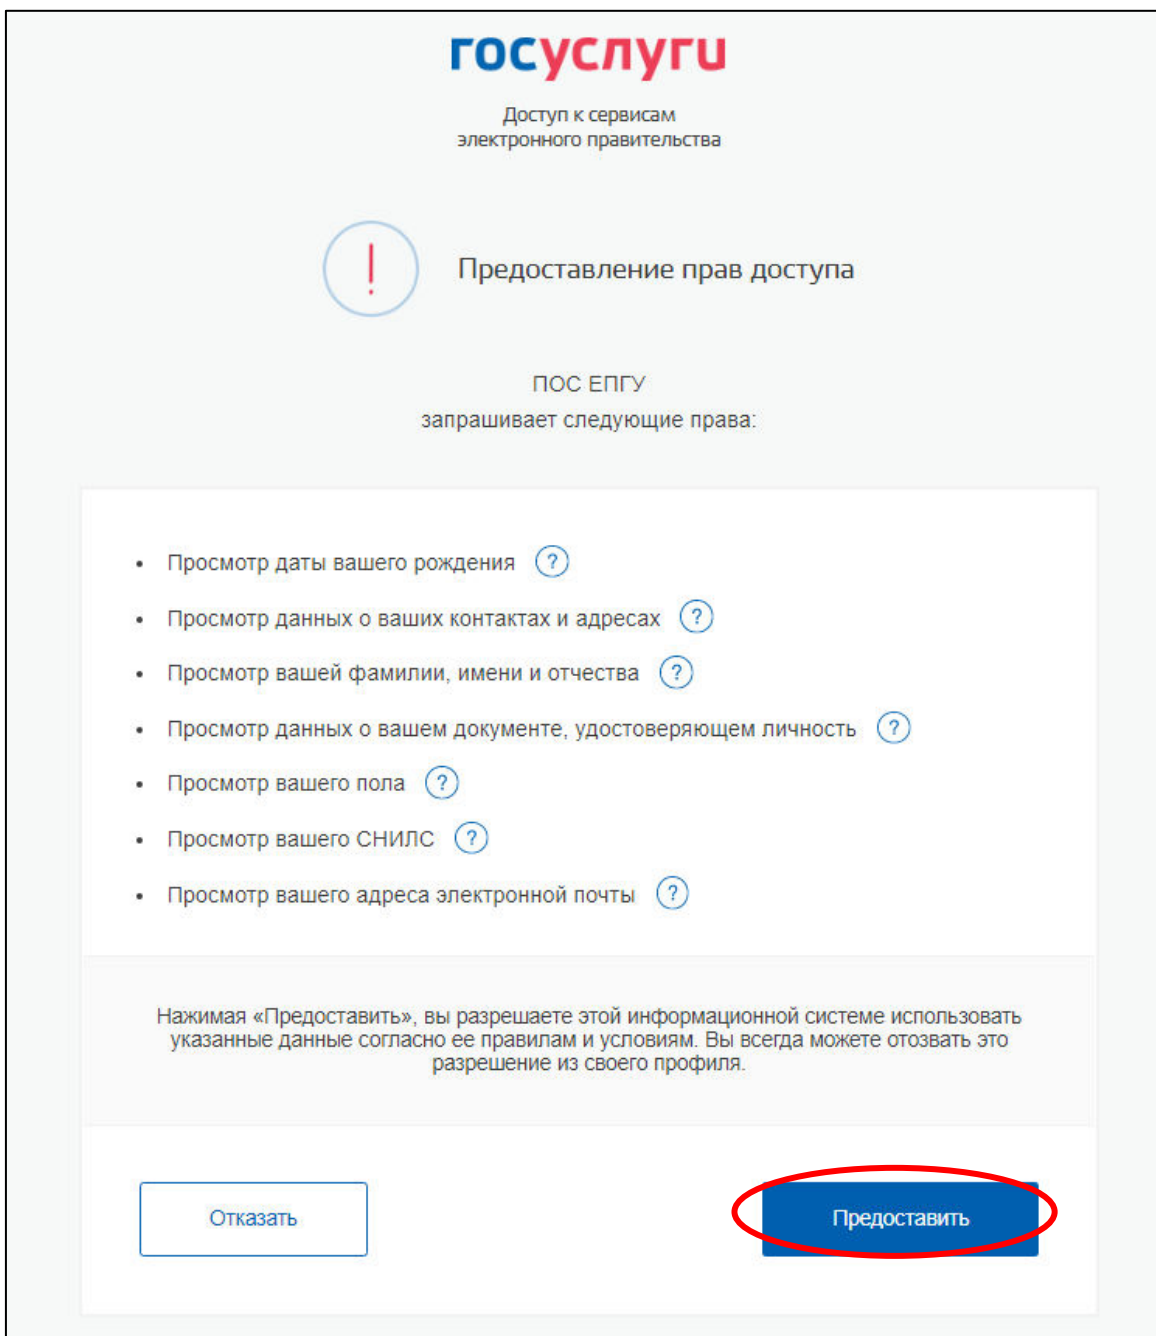 госуслуги
Доступ к сервисам
электронного правительства
Предоставление прав доступа
ПОС ЕПГУ
запрашивает следующие права:
• Просмотр даты вашего рождения ?
• Просмотр данных о ваших контактах и адресах ?
• Просмотр вашей фамилии, имени и отчества ?
• Просмотр данных о вашем документе, удостоверяющем личность ?
• Просмотр вашего пола ?
• Просмотр вашего СНИЛС ?
• Просмотр вашего адреса электронной почты ?
Нажимая «Предоставить», вы разрешаете этой информационной системе использовать
указанные данные согласно ее правилам и условиям. Вы всегда можете отозвать это
разрешение из своего профиля.
Отказать
Предоставить